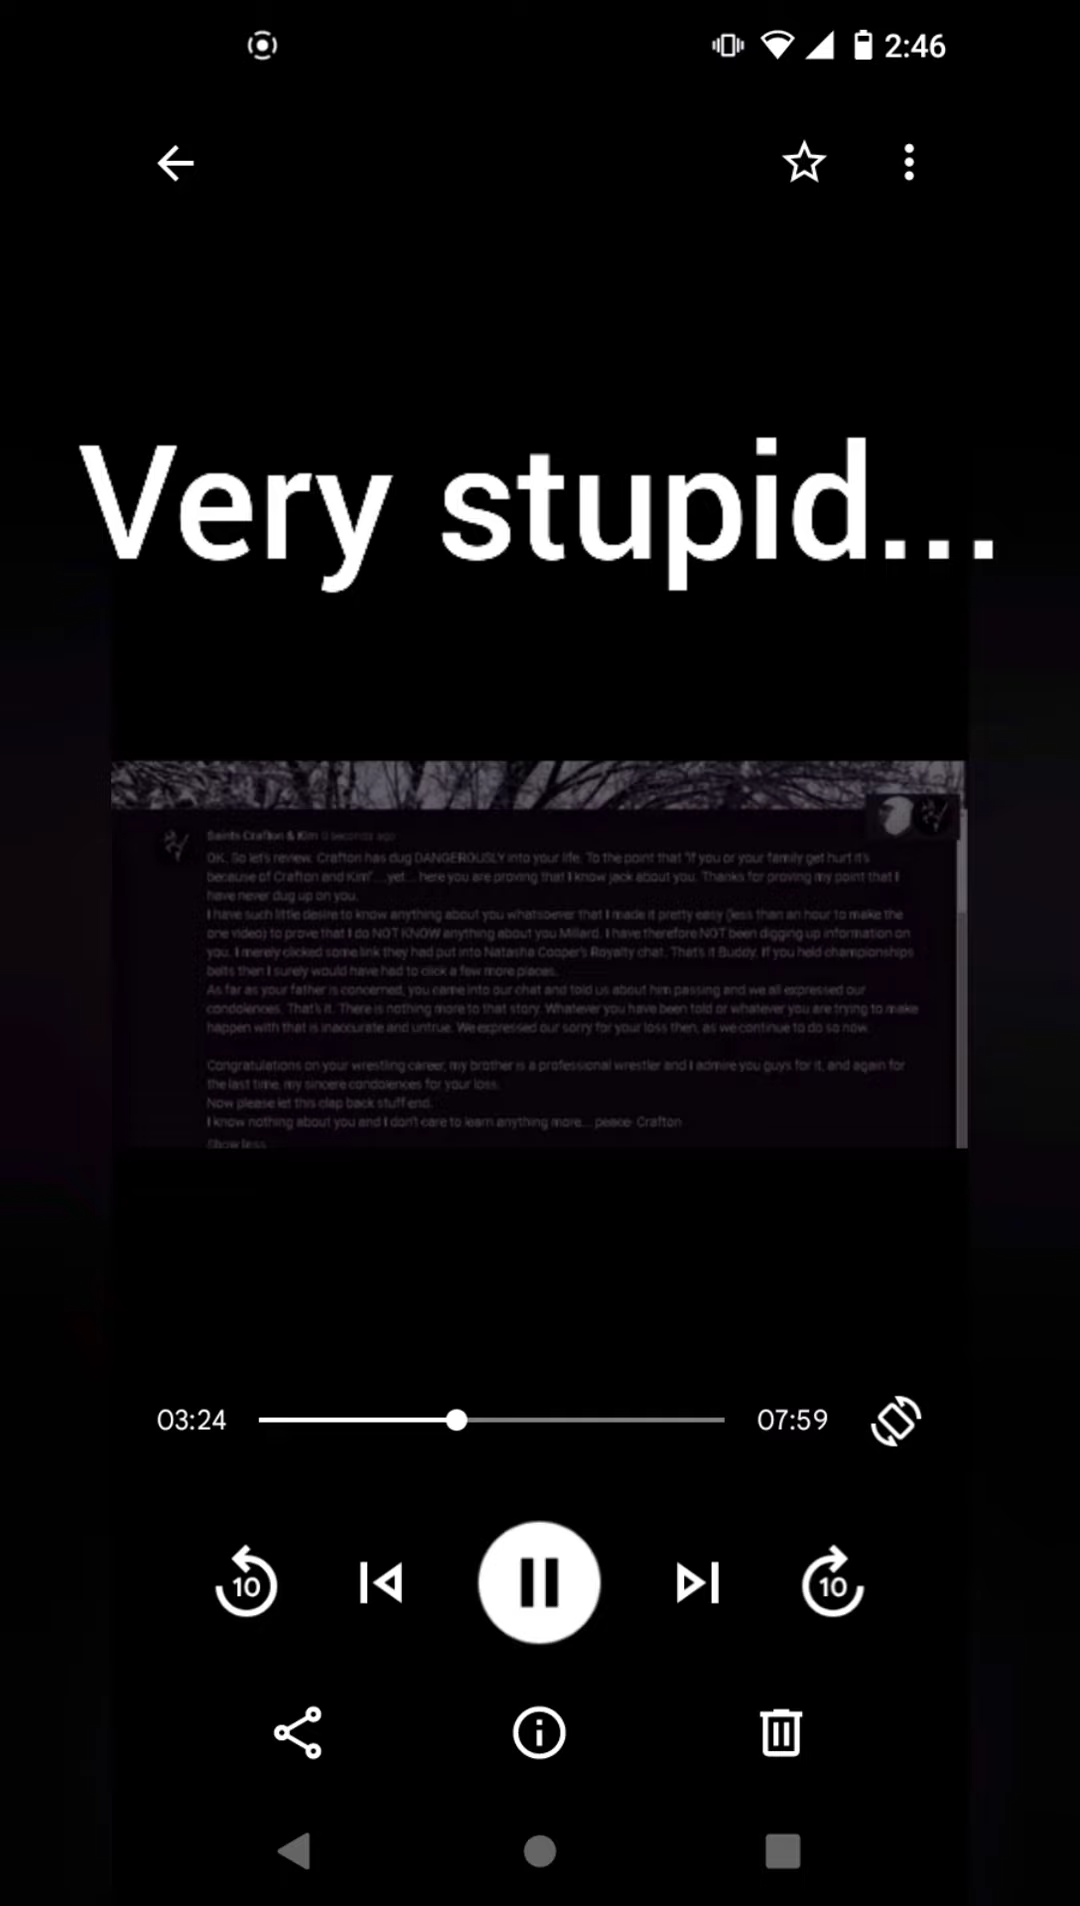 2:46
Very stupid...
Saints Crafton & Kim 0 seconds ago
OK. So let's review. Crafton has dug DANGEROUSLY into your life. To the point that "if you or your family get hurt it's
because of Crafton and Kim"....yet....here you are proving that I know jack about you. Thanks for proving my point that I
have never dug up on you.
I have such little desire to know anything about you whatsoever that I made it pretty easy (less than an hour to make the
one video) to prove that I do NOT KNOW anything about you Millard. I have therefore NOT been digging up information on
you. I merely clicked some link they had put into Natasha Cooper's Royalty chat. That's it Buddy. If you held championships
belts then I surely would have had to click a few more places.
As far as your father is concerned, you came into our chat and told us about him passing and we all expressed our
condolences. That's it. There is nothing more to that story. Whatever you have been told or whatever you are trying to make
happen with that is inaccurate and untrue. We expressed our sorry for your loss then, as we continue to do so now.
Congratulations on your wrestling career, my brother is a professional wrestler and I admire you guys for it, and again for
the last time, my sincere condolences for your loss.
Now please let this clap back stuff end.
I know nothing about you and I don't care to learn anything more... peace- Crafton
Show less
03:24 07:59
10 10